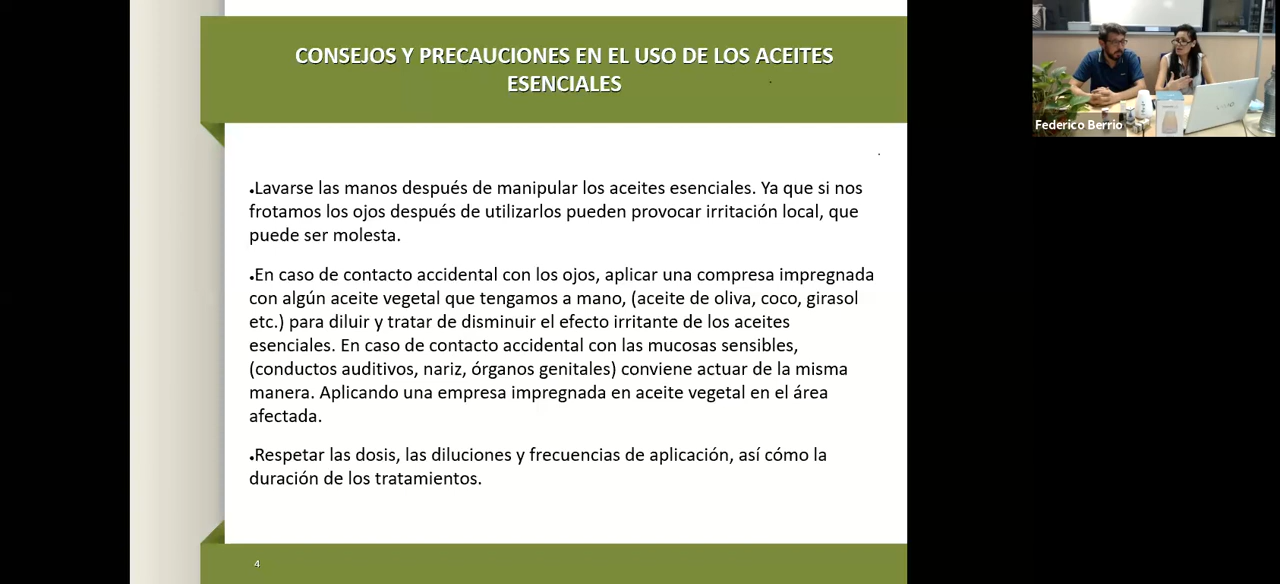 CONSEJOS Y PRECAUCIONES EN EL USO DE LOS ACEITES
ESENCIALES
•Lavarse las manos después de manipular los aceites esenciales. Ya que si nos
frotamos los ojos después de utilizarlos pueden provocar irritación local, que
puede ser molesta.
•En caso de contacto accidental con los ojos, aplicar una compresa impregnada
con algún aceite vegetal que tengamos a mano, (aceite de oliva, coco, girasol
etc.) para diluir y tratar de disminuir el efecto irritante de los aceites
esenciales. En caso de contacto accidental con las mucosas sensibles,
(conductos auditivos, nariz, órganos genitales) conviene actuar de la misma
manera. Aplicando una empresa impregnada en aceite vegetal en el área
afectada.
•Respetar las dosis, las diluciones y frecuencias de aplicación, así cómo la
duración de los tratamientos.
4
Federico Berrio